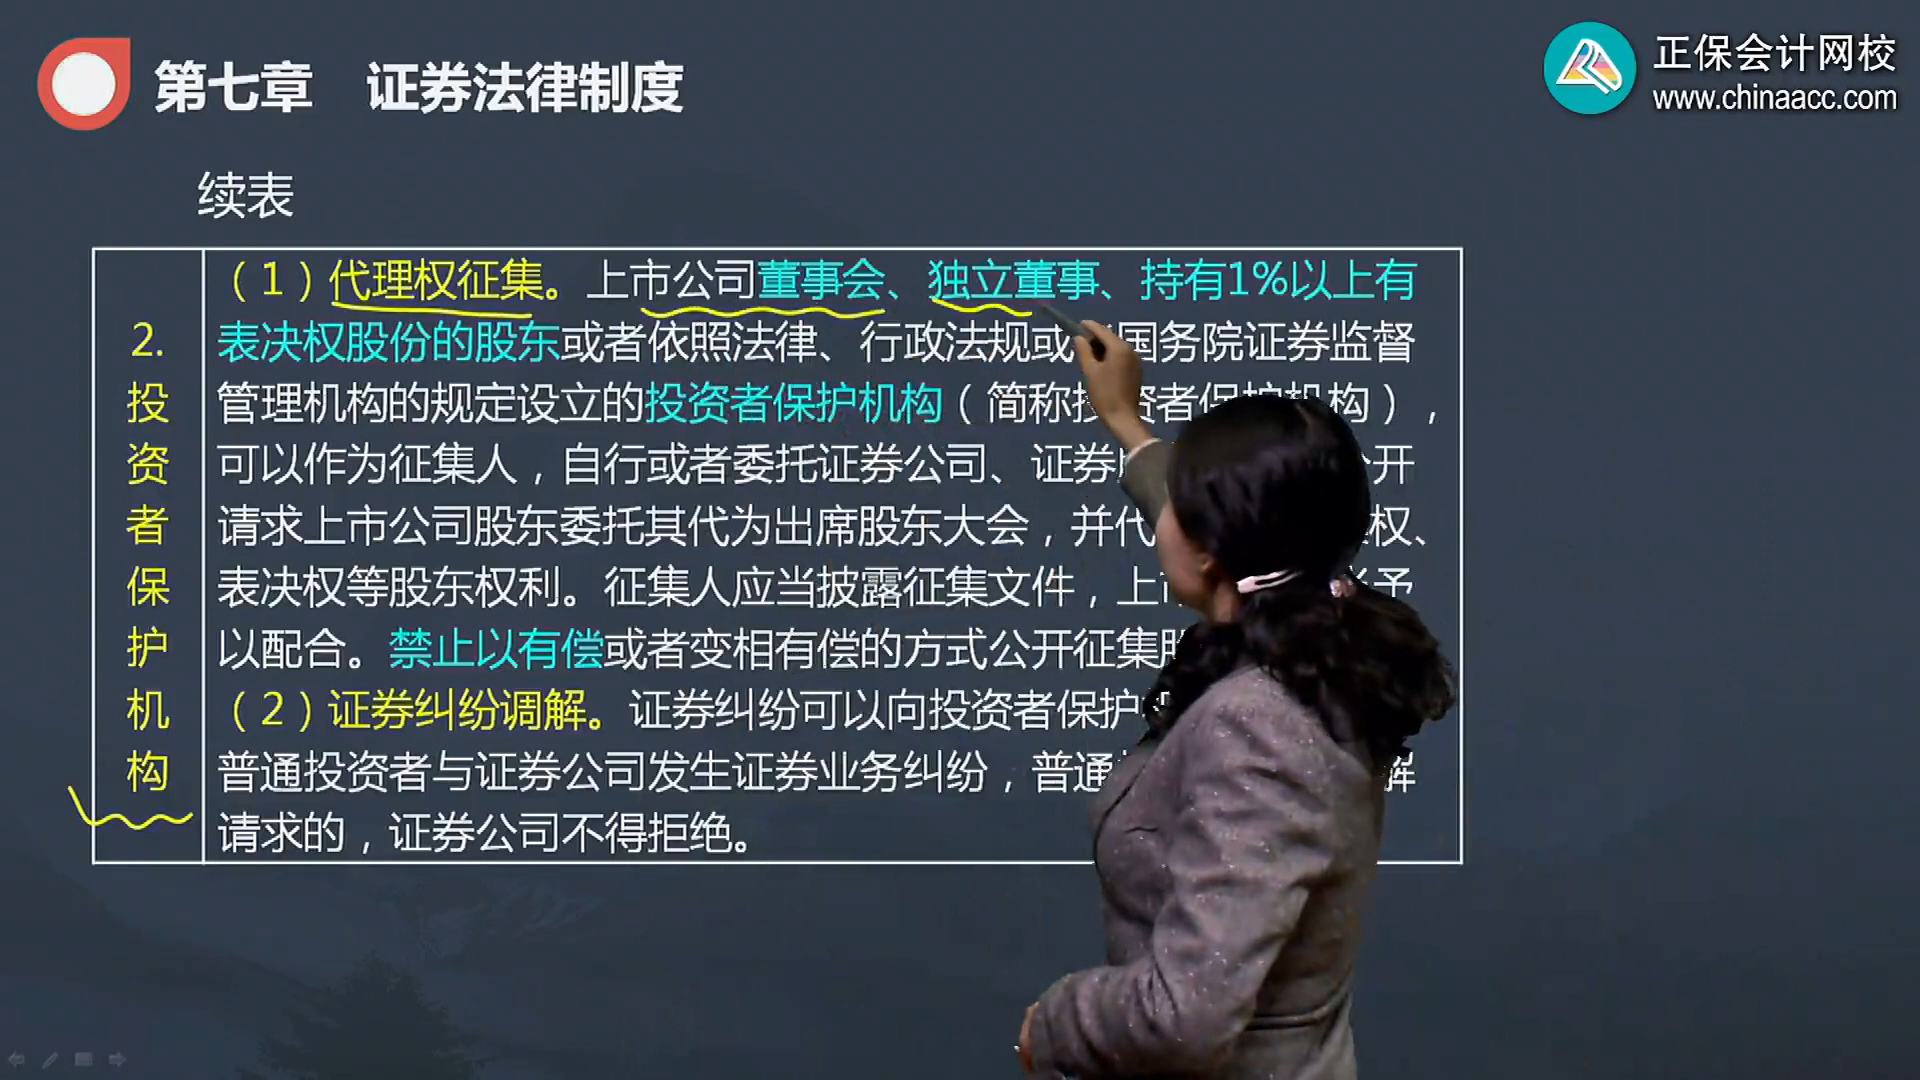 第七章 证券法律制度
正保会计网校
www.chinaacc.com
续表
2.投资者保护机构
（1）代理权征集。上市公司董事会、独立董事、持有1%以上有
表决权股份的股东或者依照法律、行政法规或 国务院证券监督
管理机构的规定设立的投资者保护机构（简称投资者保护机构），
可以作为征集人，自行或者委托证券公司、证券 开
请求上市公司股东委托其代为出席股东大会，并代 权、
表决权等股东权利。征集人应当披露征集文件，上市 予
以配合。禁止以有偿或者变相有偿的方式公开征集股
（2）证券纠纷调解。证券纠纷可以向投资者保护
普通投资者与证券公司发生证券业务纠纷，普通 解
请求的，证券公司不得拒绝。